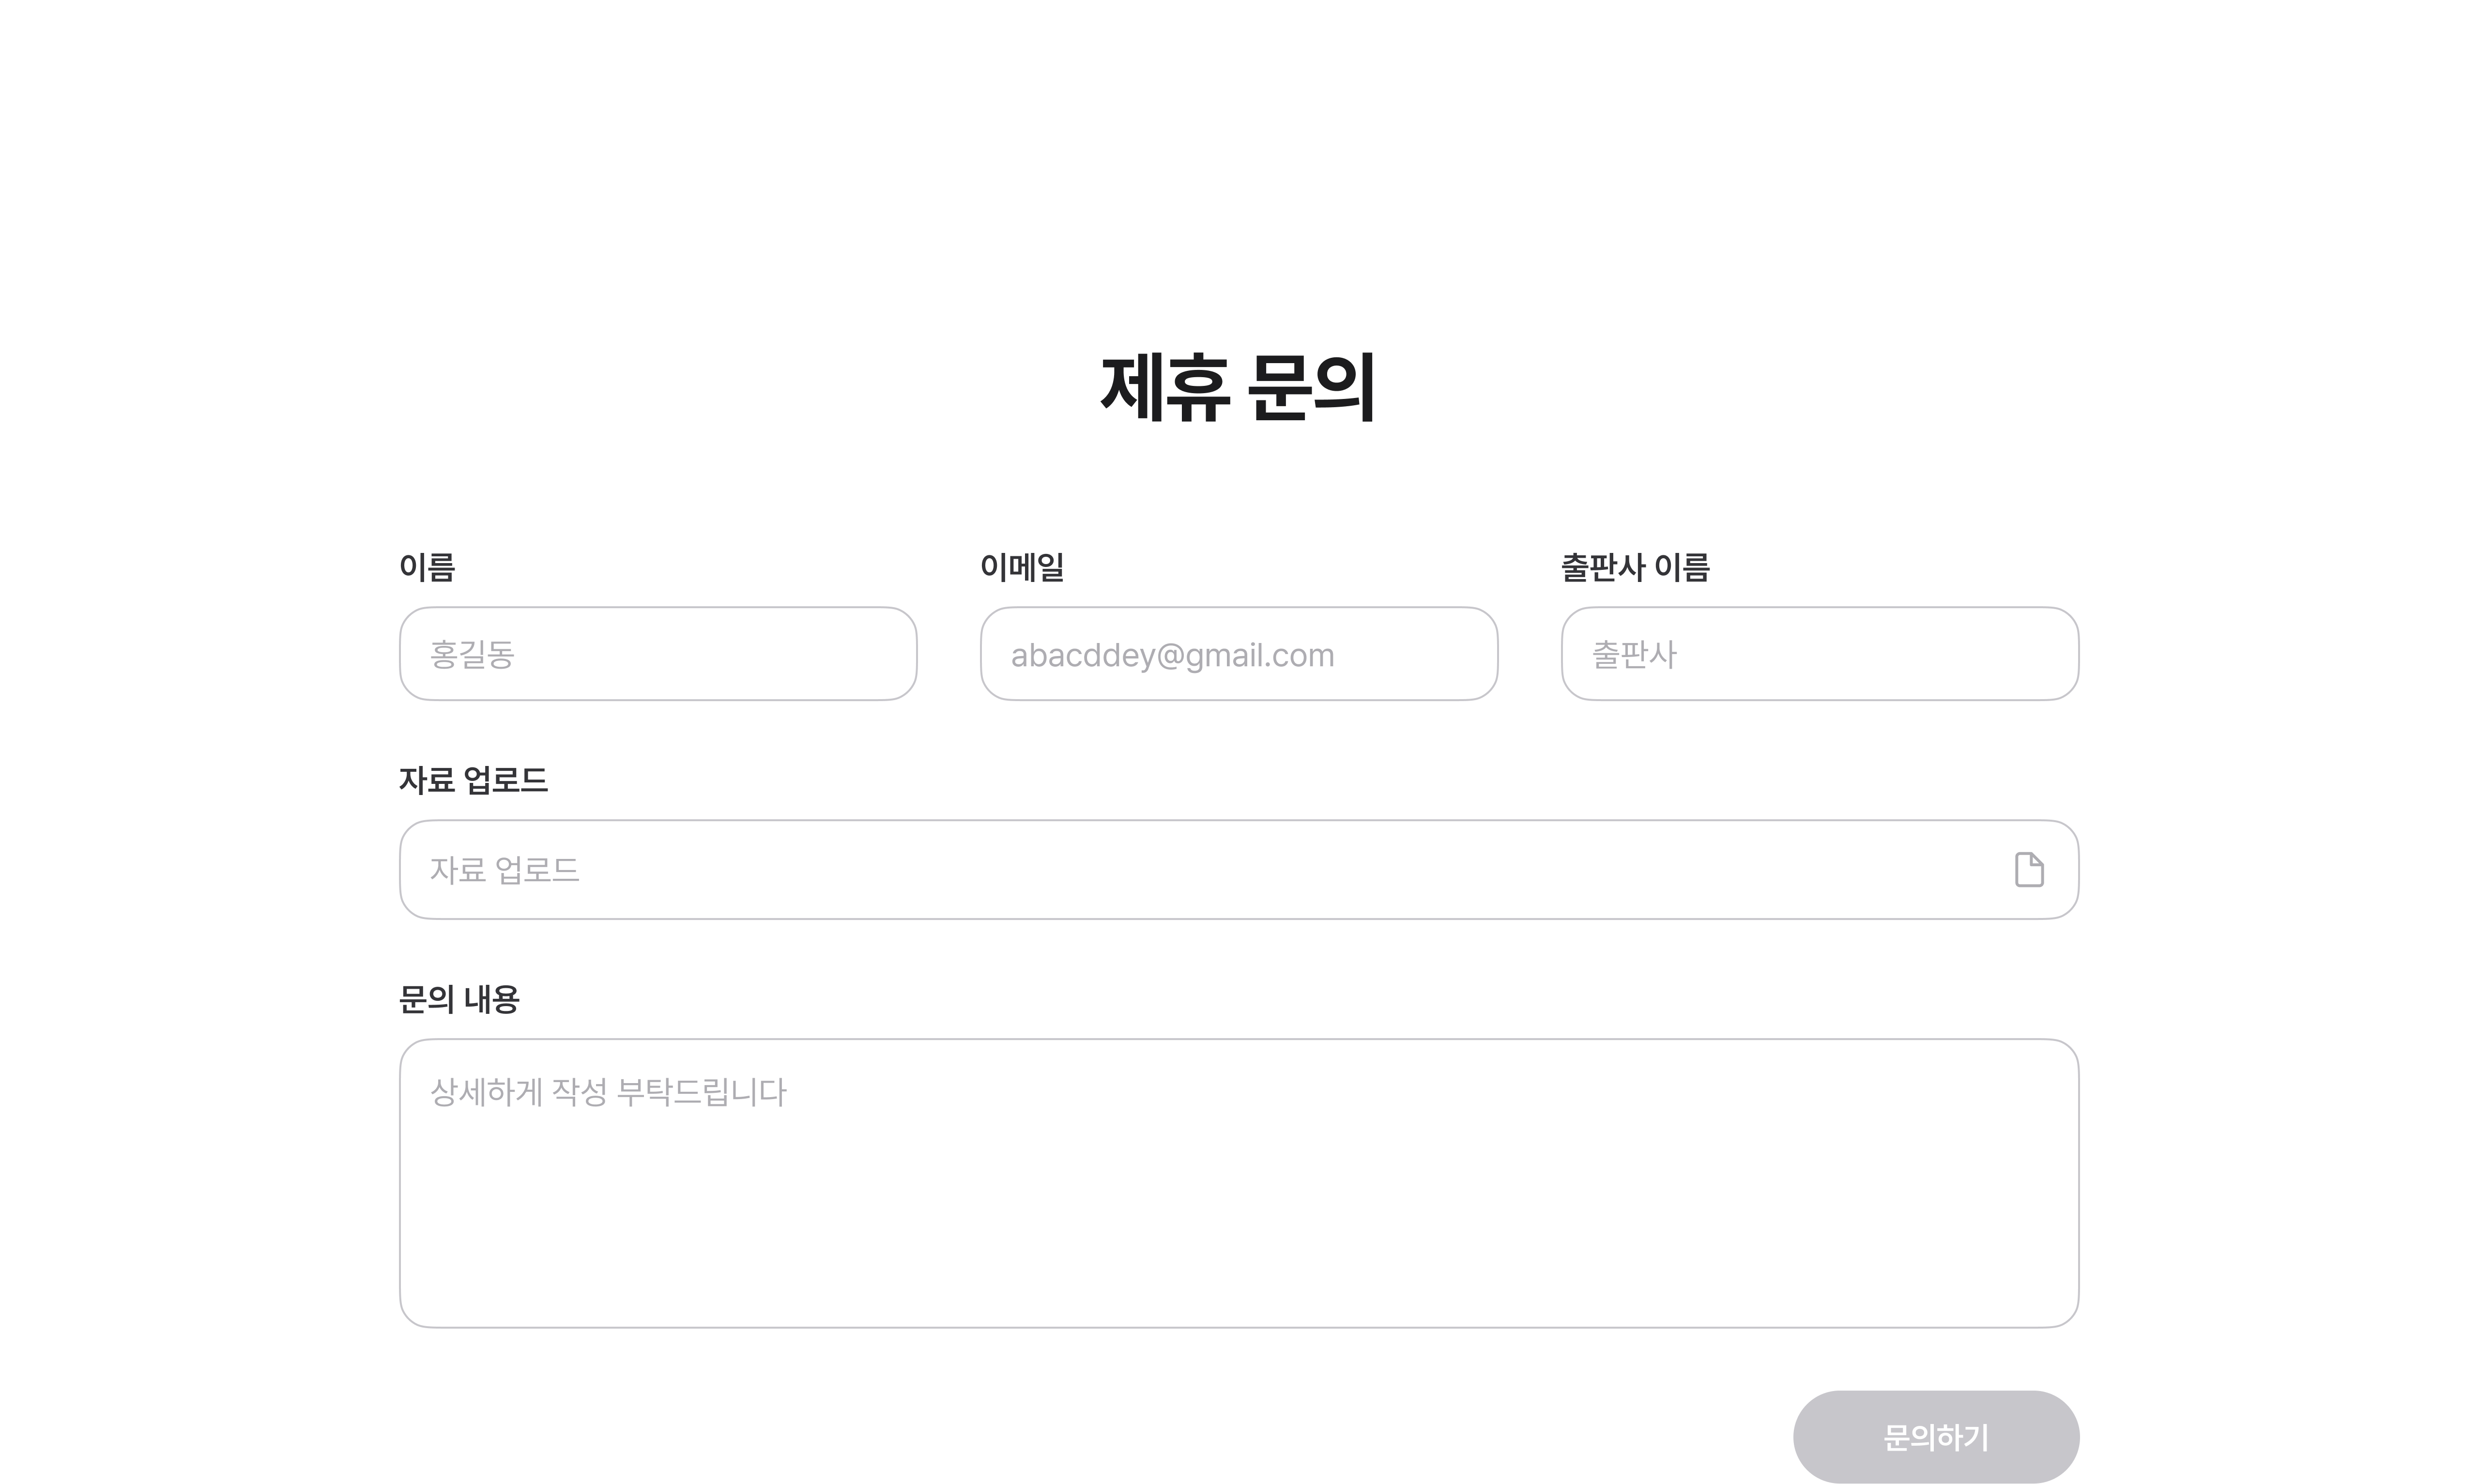 제휴 문의
이름
이메일
출판사 이름
홍길동
abacddey@gmail.com
출판사
자료 업로드
자료 업로드
문의 내용
상세하게 작성 부탁드립니다
문의하기